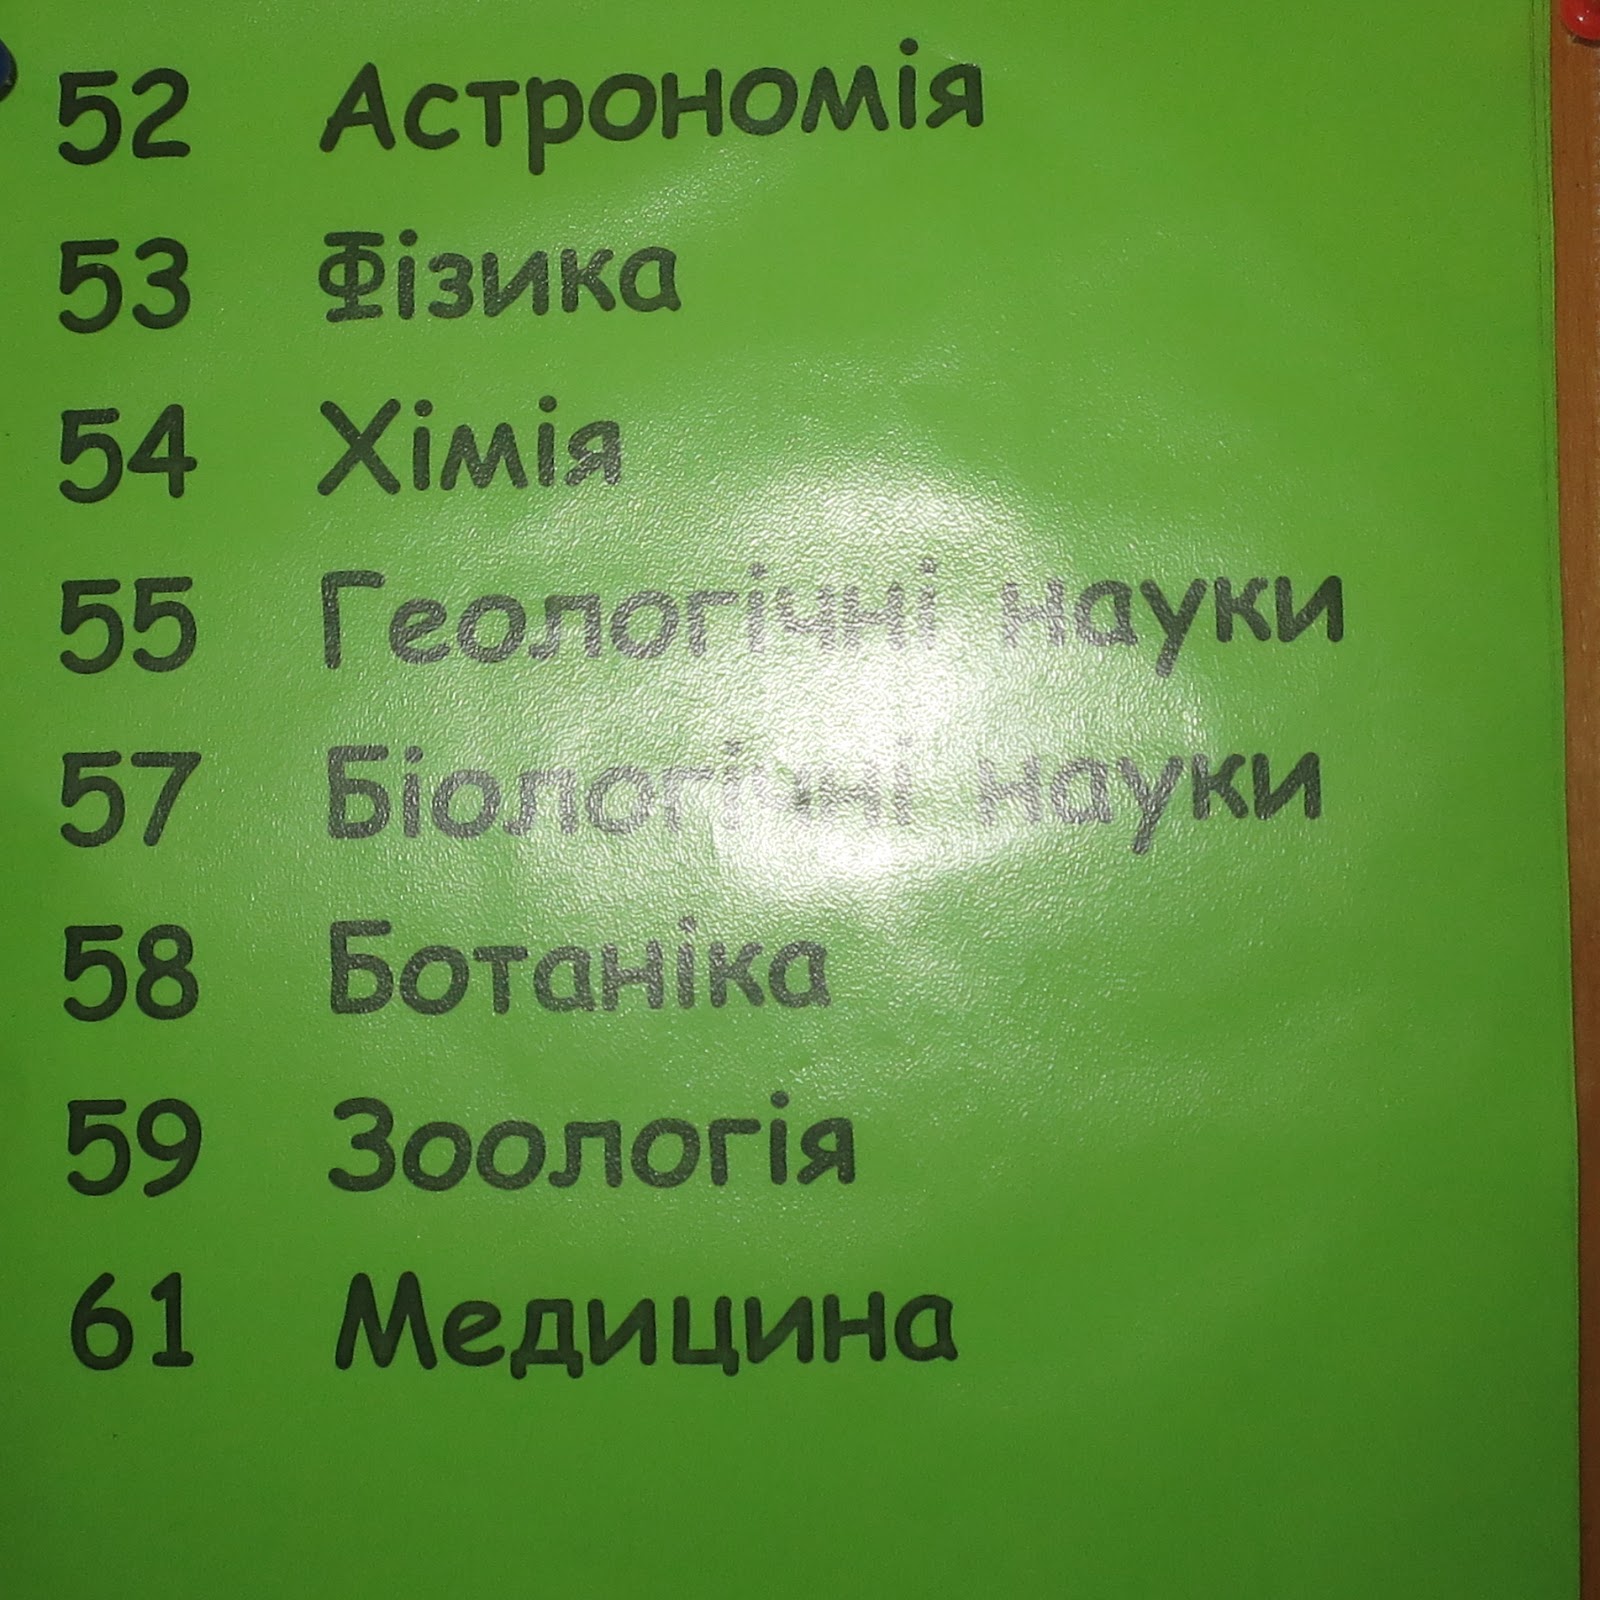 52 Астрономія
53 Фізика
54 Хімія
55 Геологічні науки
57 Біологічні науки
58 Ботаніка
59 Зоологія
61 Медицина